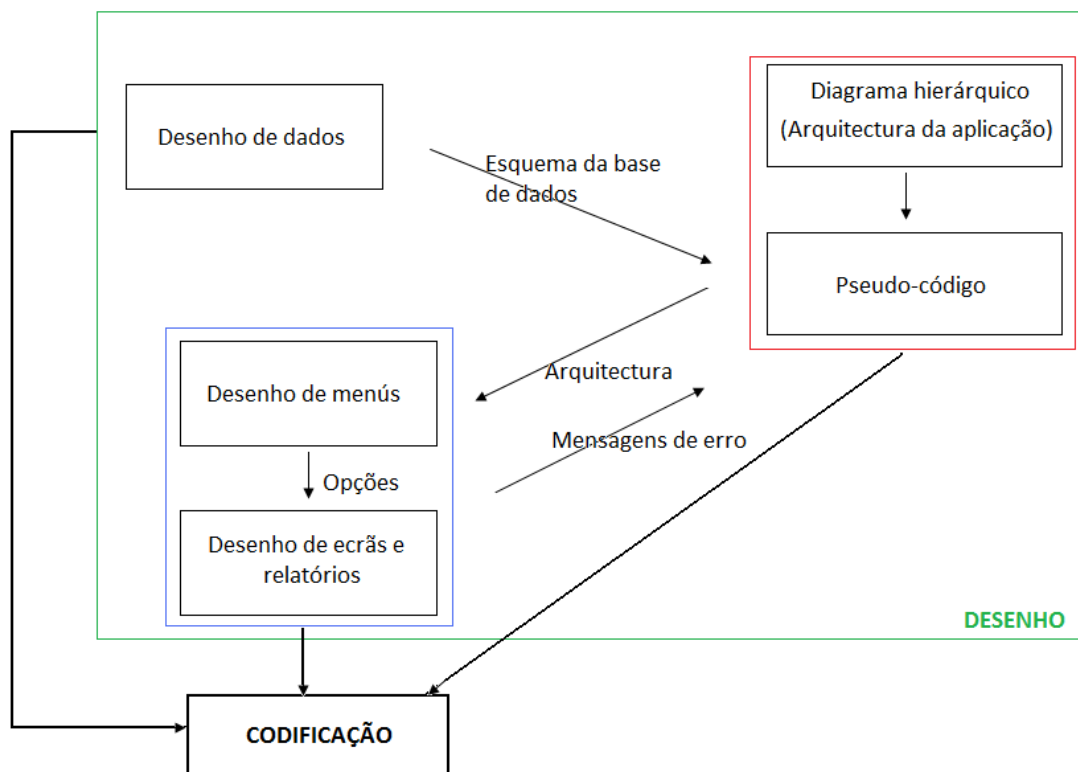 Desenho de dados
Diagrama hierárquico
(Arquitectura da aplicação)
Esquema da base
de dados
Pseudo-código
Arquitectura
Desenho de menús
Mensagens de erro
Opções
Desenho de ecrãs e
relatórios
DESENHO
CODIFICAÇÃO